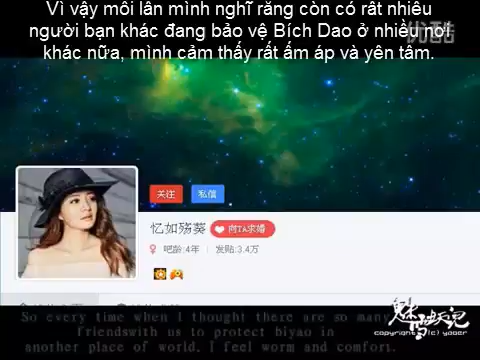 Vì vậy mỗi lần mình nghĩ rằng còn có rất nhiều
người bạn khác đang bảo vệ Bích Dao ở nhiều nơi
khác nữa, mình cảm thấy rất ấm áp và yên tâm.
关注 私信
忆如殇葵 向TA求婚
吧龄:4年 发贴:3.4万
So every time when I thought there are so many
friends with us to protect biyao in
another place of world, I feel worm and comfort.
copyright (c) yaoer